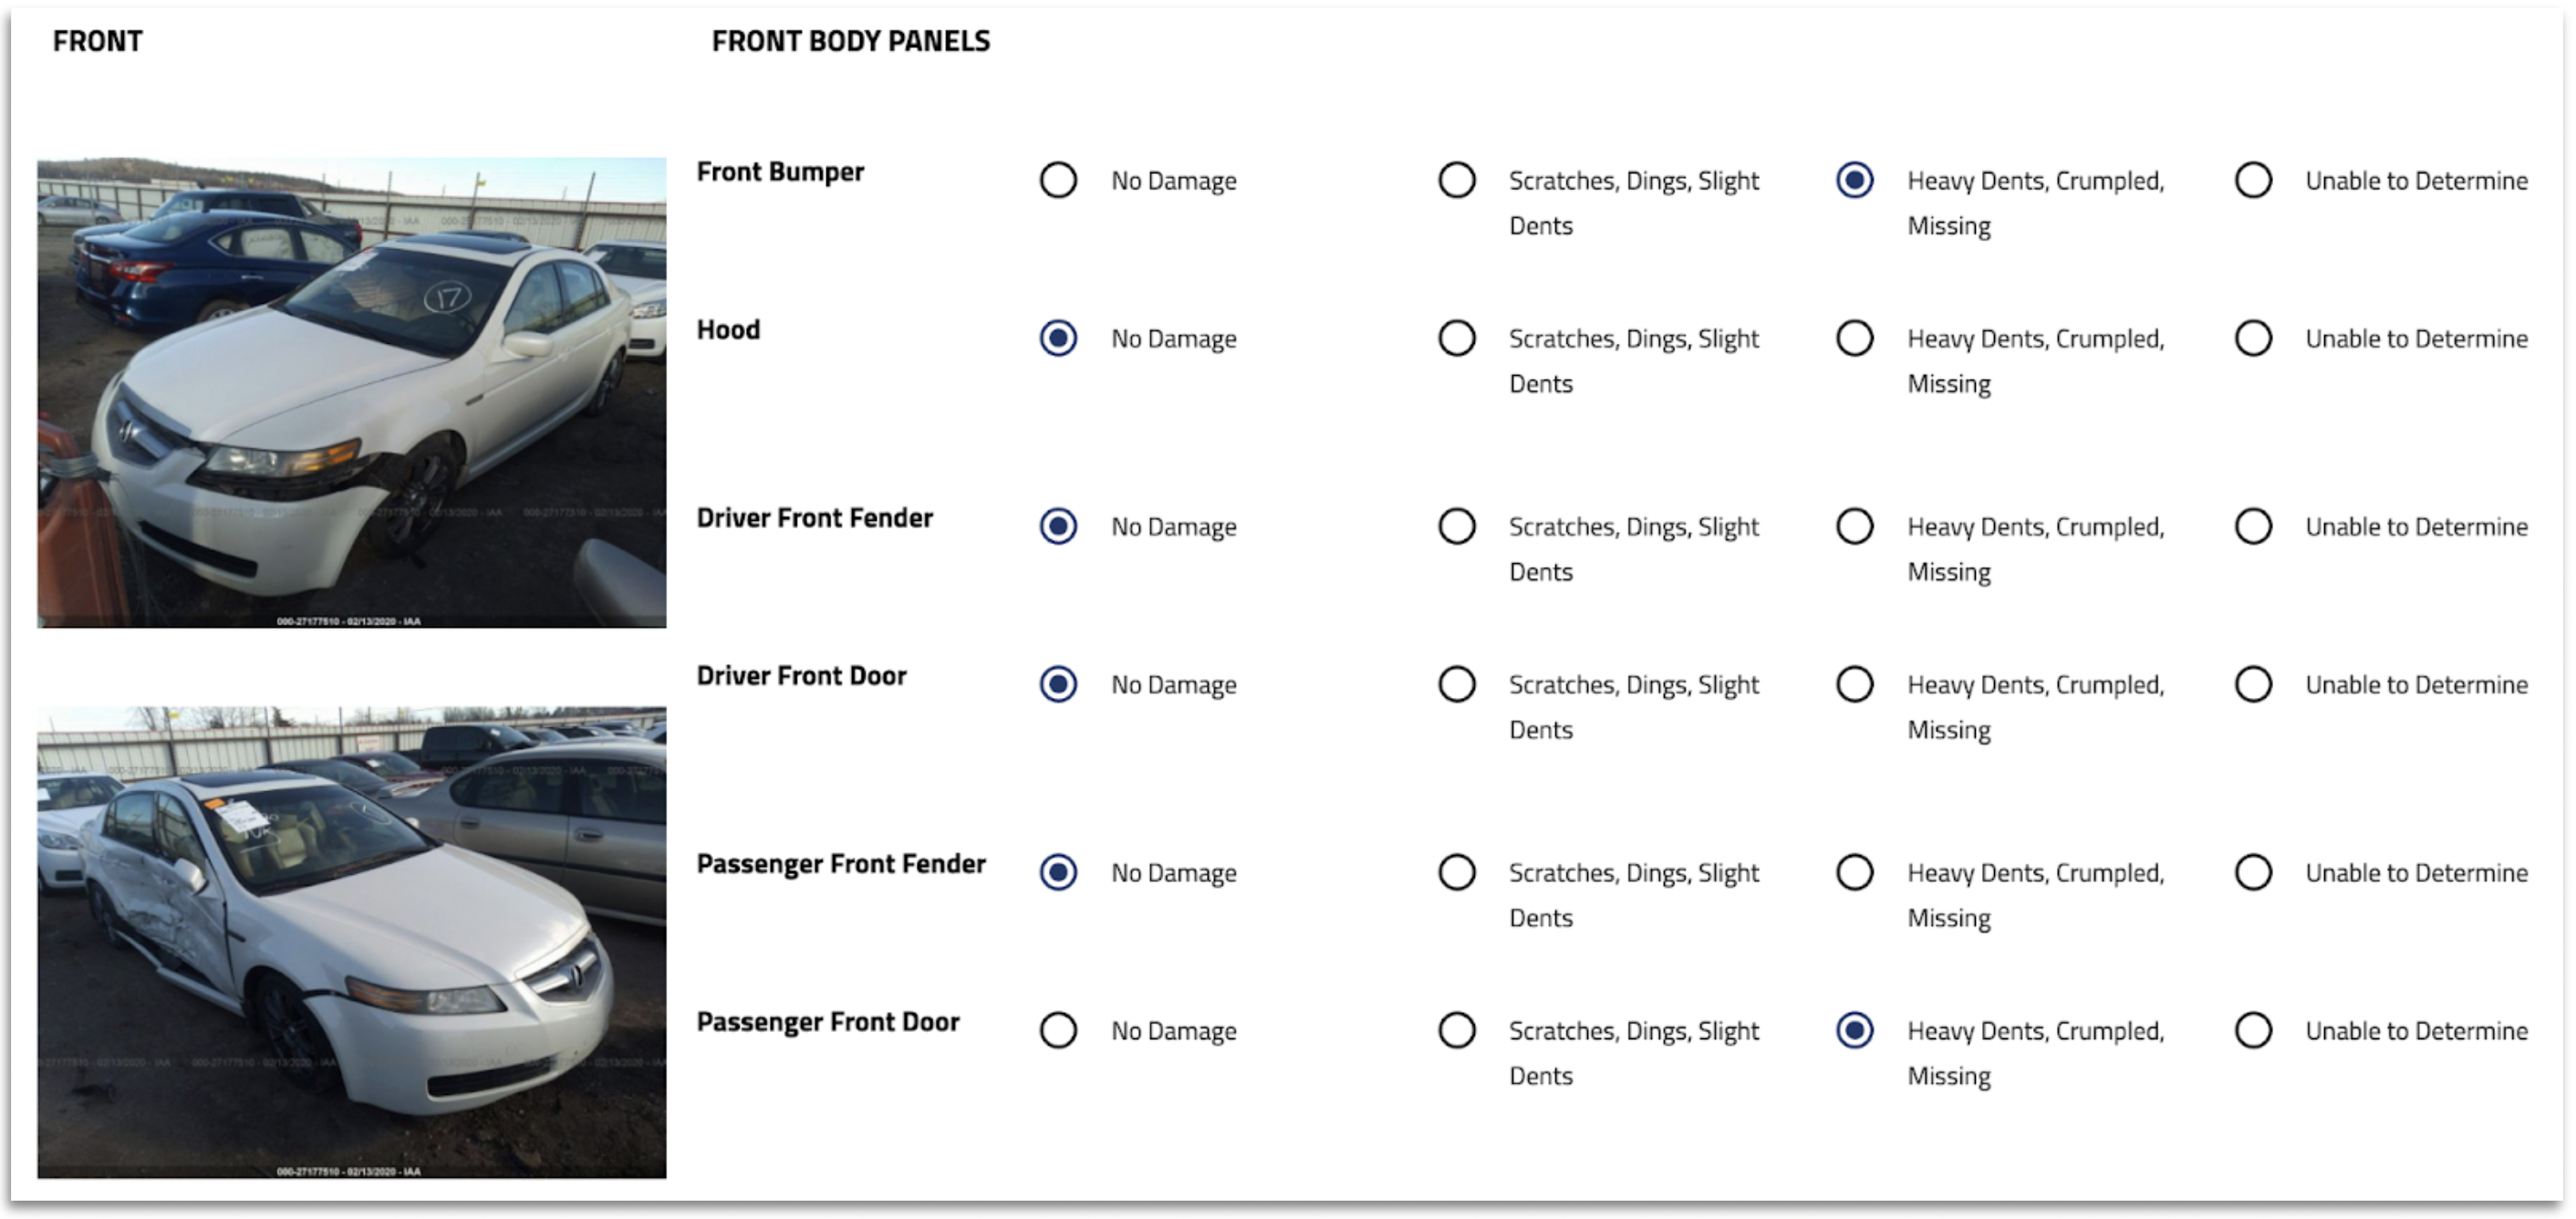 FRONT
FRONT BODY PANELS
Front Bumper
No Damage
Scratches, Dings, Slight
Dents
Heavy Dents, Crumpled,
Missing
Unable to Determine
Hood
No Damage
Scratches, Dings, Slight
Dents
Heavy Dents, Crumpled,
Missing
Unable to Determine
Driver Front Fender
No Damage
Scratches, Dings, Slight
Dents
Heavy Dents, Crumpled,
Missing
Unable to Determine
Driver Front Door
No Damage
Scratches, Dings, Slight
Dents
Heavy Dents, Crumpled,
Missing
Unable to Determine
Passenger Front Fender
No Damage
Scratches, Dings, Slight
Dents
Heavy Dents, Crumpled,
Missing
Unable to Determine
Passenger Front Door
No Damage
Scratches, Dings, Slight
Dents
Heavy Dents, Crumpled,
Missing
Unable to Determine
17
000-27177510 - 02/13/2020 - IAA
000-27177510 - 02/13/2020 - IAA